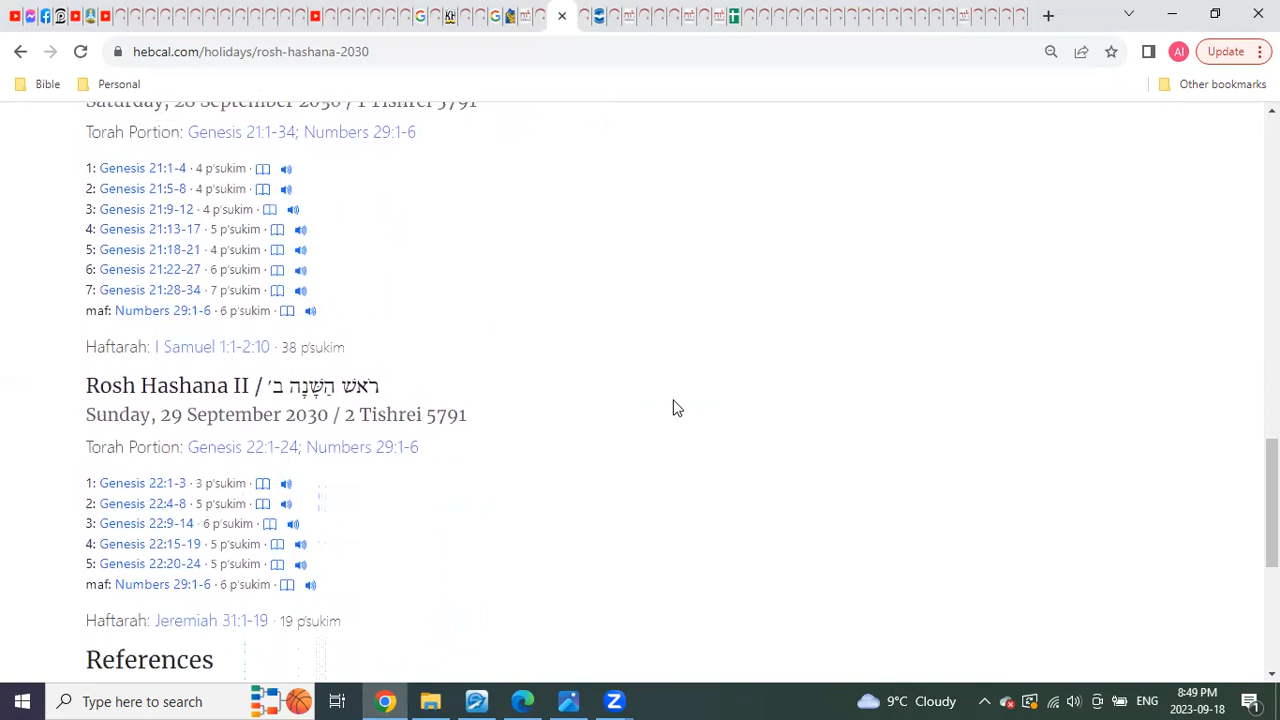 hebcal.com/holidays/rosh-hashana-2030
AI
Update
Bible
Personal
Other bookmarks
Saturday, 28 September 2030 / 1 Tishrei 5791
Torah Portion: Genesis 21:1-34; Numbers 29:1-6
1: Genesis 21:1-4 · 4 p'sukim ·
2: Genesis 21:5-8 · 4 p'sukim ·
3: Genesis 21:9-12 · 4 p'sukim ·
4: Genesis 21:13-17 · 5 p'sukim ·
5: Genesis 21:18-21 · 4 p'sukim ·
6: Genesis 21:22-27 · 6 p'sukim ·
7: Genesis 21:28-34 · 7 p'sukim ·
maf: Numbers 29:1-6 · 6 p'sukim ·
Haftarah: I Samuel 1:1-2:10 · 38 p'sukim
Rosh Hashana II / רֹאשׁ הַשָּׁנָה ב׳
Sunday, 29 September 2030 / 2 Tishrei 5791
Torah Portion: Genesis 22:1-24; Numbers 29:1-6
1: Genesis 22:1-3 · 3 p'sukim ·
2: Genesis 22:4-8 · 5 p'sukim ·
3: Genesis 22:9-14 · 6 p'sukim ·
4: Genesis 22:15-19 · 5 p'sukim ·
5: Genesis 22:20-24 · 5 p'sukim ·
maf: Numbers 29:1-6 · 6 p'sukim ·
Haftarah: Jeremiah 31:1-19 · 19 p'sukim
References
Type here to search
9°C Cloudy
ENG
8:49 PM
2023-09-18